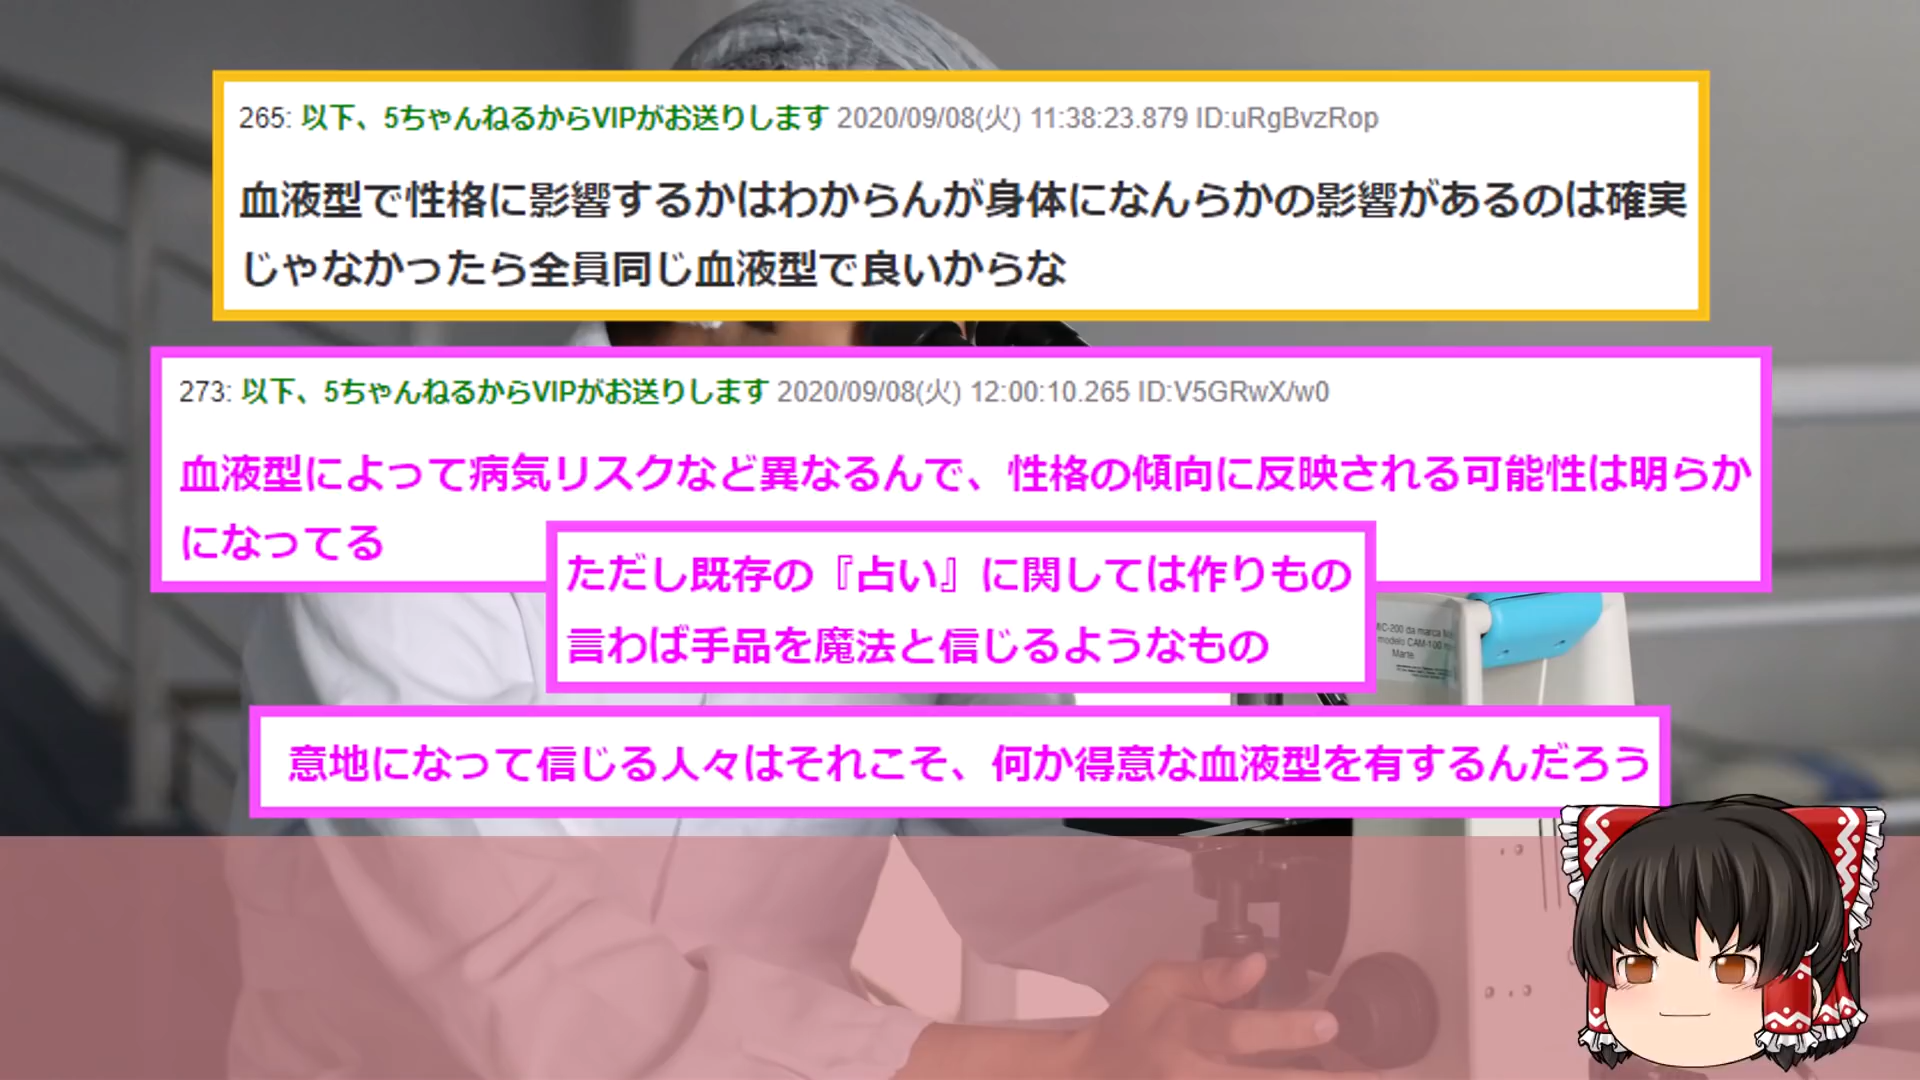 265: 以下、5ちゃんねるからVIPがお送りします 2020/09/08(火) 11:38:23.879 ID:uRgBvzRop
血液型で性格に影響するかはわからんが身体になんらかの影響があるのは確実
じゃなかったら全員同じ血液型で良いからな
273: 以下、5ちゃんねるからVIPがお送りします 2020/09/08(火) 12:00:10.265 ID:V5GRwX/w0
血液型によって病気リスクなど異なるんで、性格の傾向に反映される可能性は明らか
になってる
ただし既存の『占い』に関しては作りもの
言わば手品を魔法と信じるようなもの
MC-200 da marca
modelo CAM-100
Marte
意地になって信じる人々はそれこそ、何か得意な血液型を有するんだろう